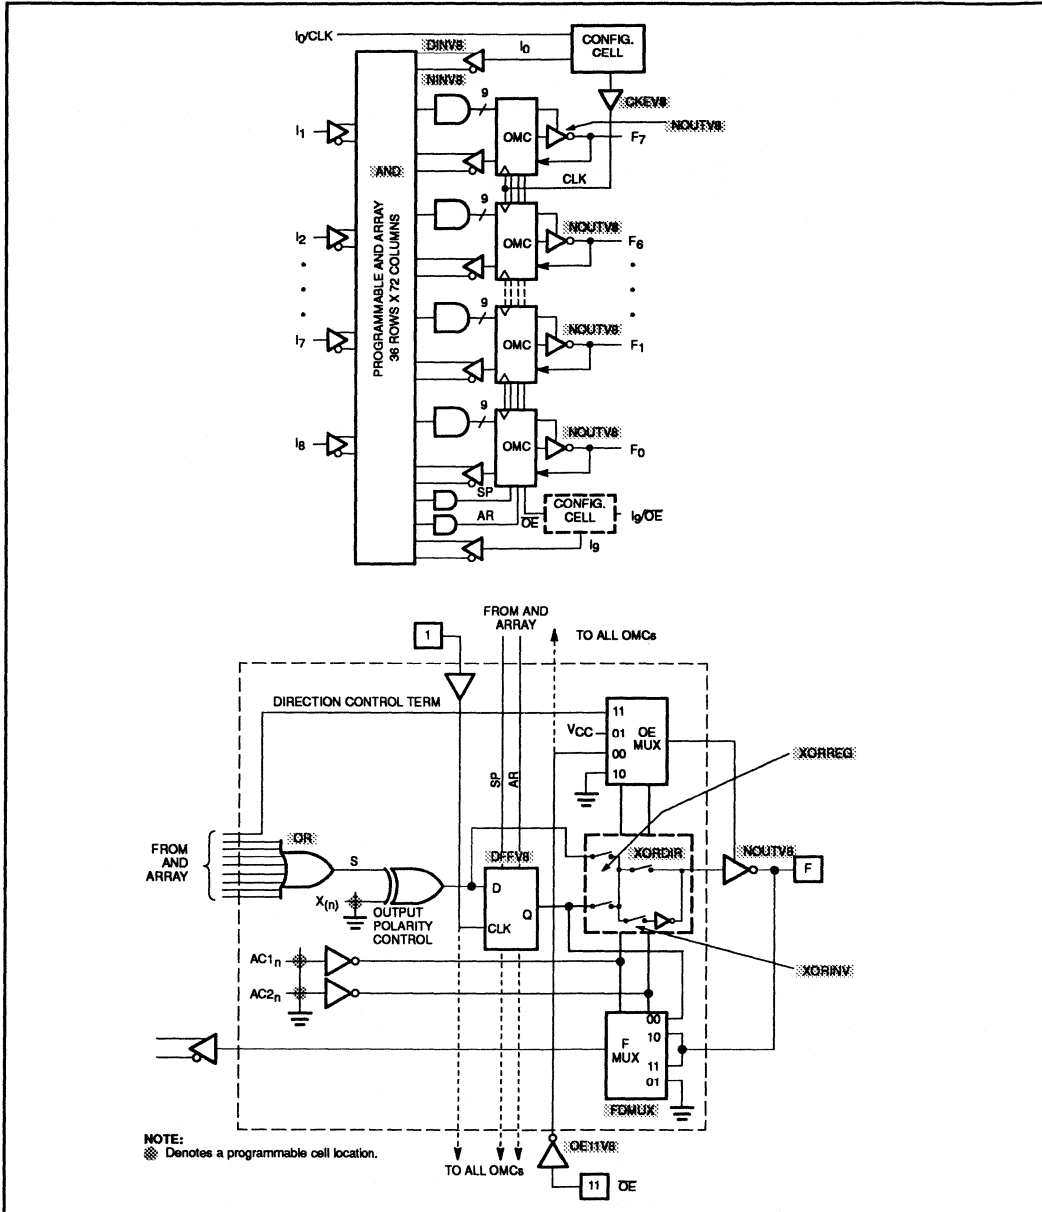 I0/CLK
DINV8
I0
CONFIG.
CELL
NINV8
9
CKEV8
NOUTV8
I1
OMC
F7
AND
CLK
PROGRAMMABLE AND ARRAY
36 ROWS X 72 COLUMNS
9
NOUTV8
I2
OMC
F6
9
NOUTV8
I7
OMC
F1
9
NOUTV8
I8
OMC
F0
SP
AR
OE
CONFIG.
CELL
I9/OE
I9
FROM AND
ARRAY
1
TO ALL OMCs
DIRECTION CONTROL TERM
11
VCC
01
OE
MUX
00
10
XORREG
SP
AR
OR
DFFV8
XORDIR
NOUTV8
FROM
AND
ARRAY
S
F
X(n)
OUTPUT
POLARITY
CONTROL
D
Q
CLK
AC1n
XORINV
AC2n
00
10
F
MUX
11
01
FDMUX
NOTE:
Denotes a programmable cell location.
OE11V8
TO ALL OMCs
11
OE